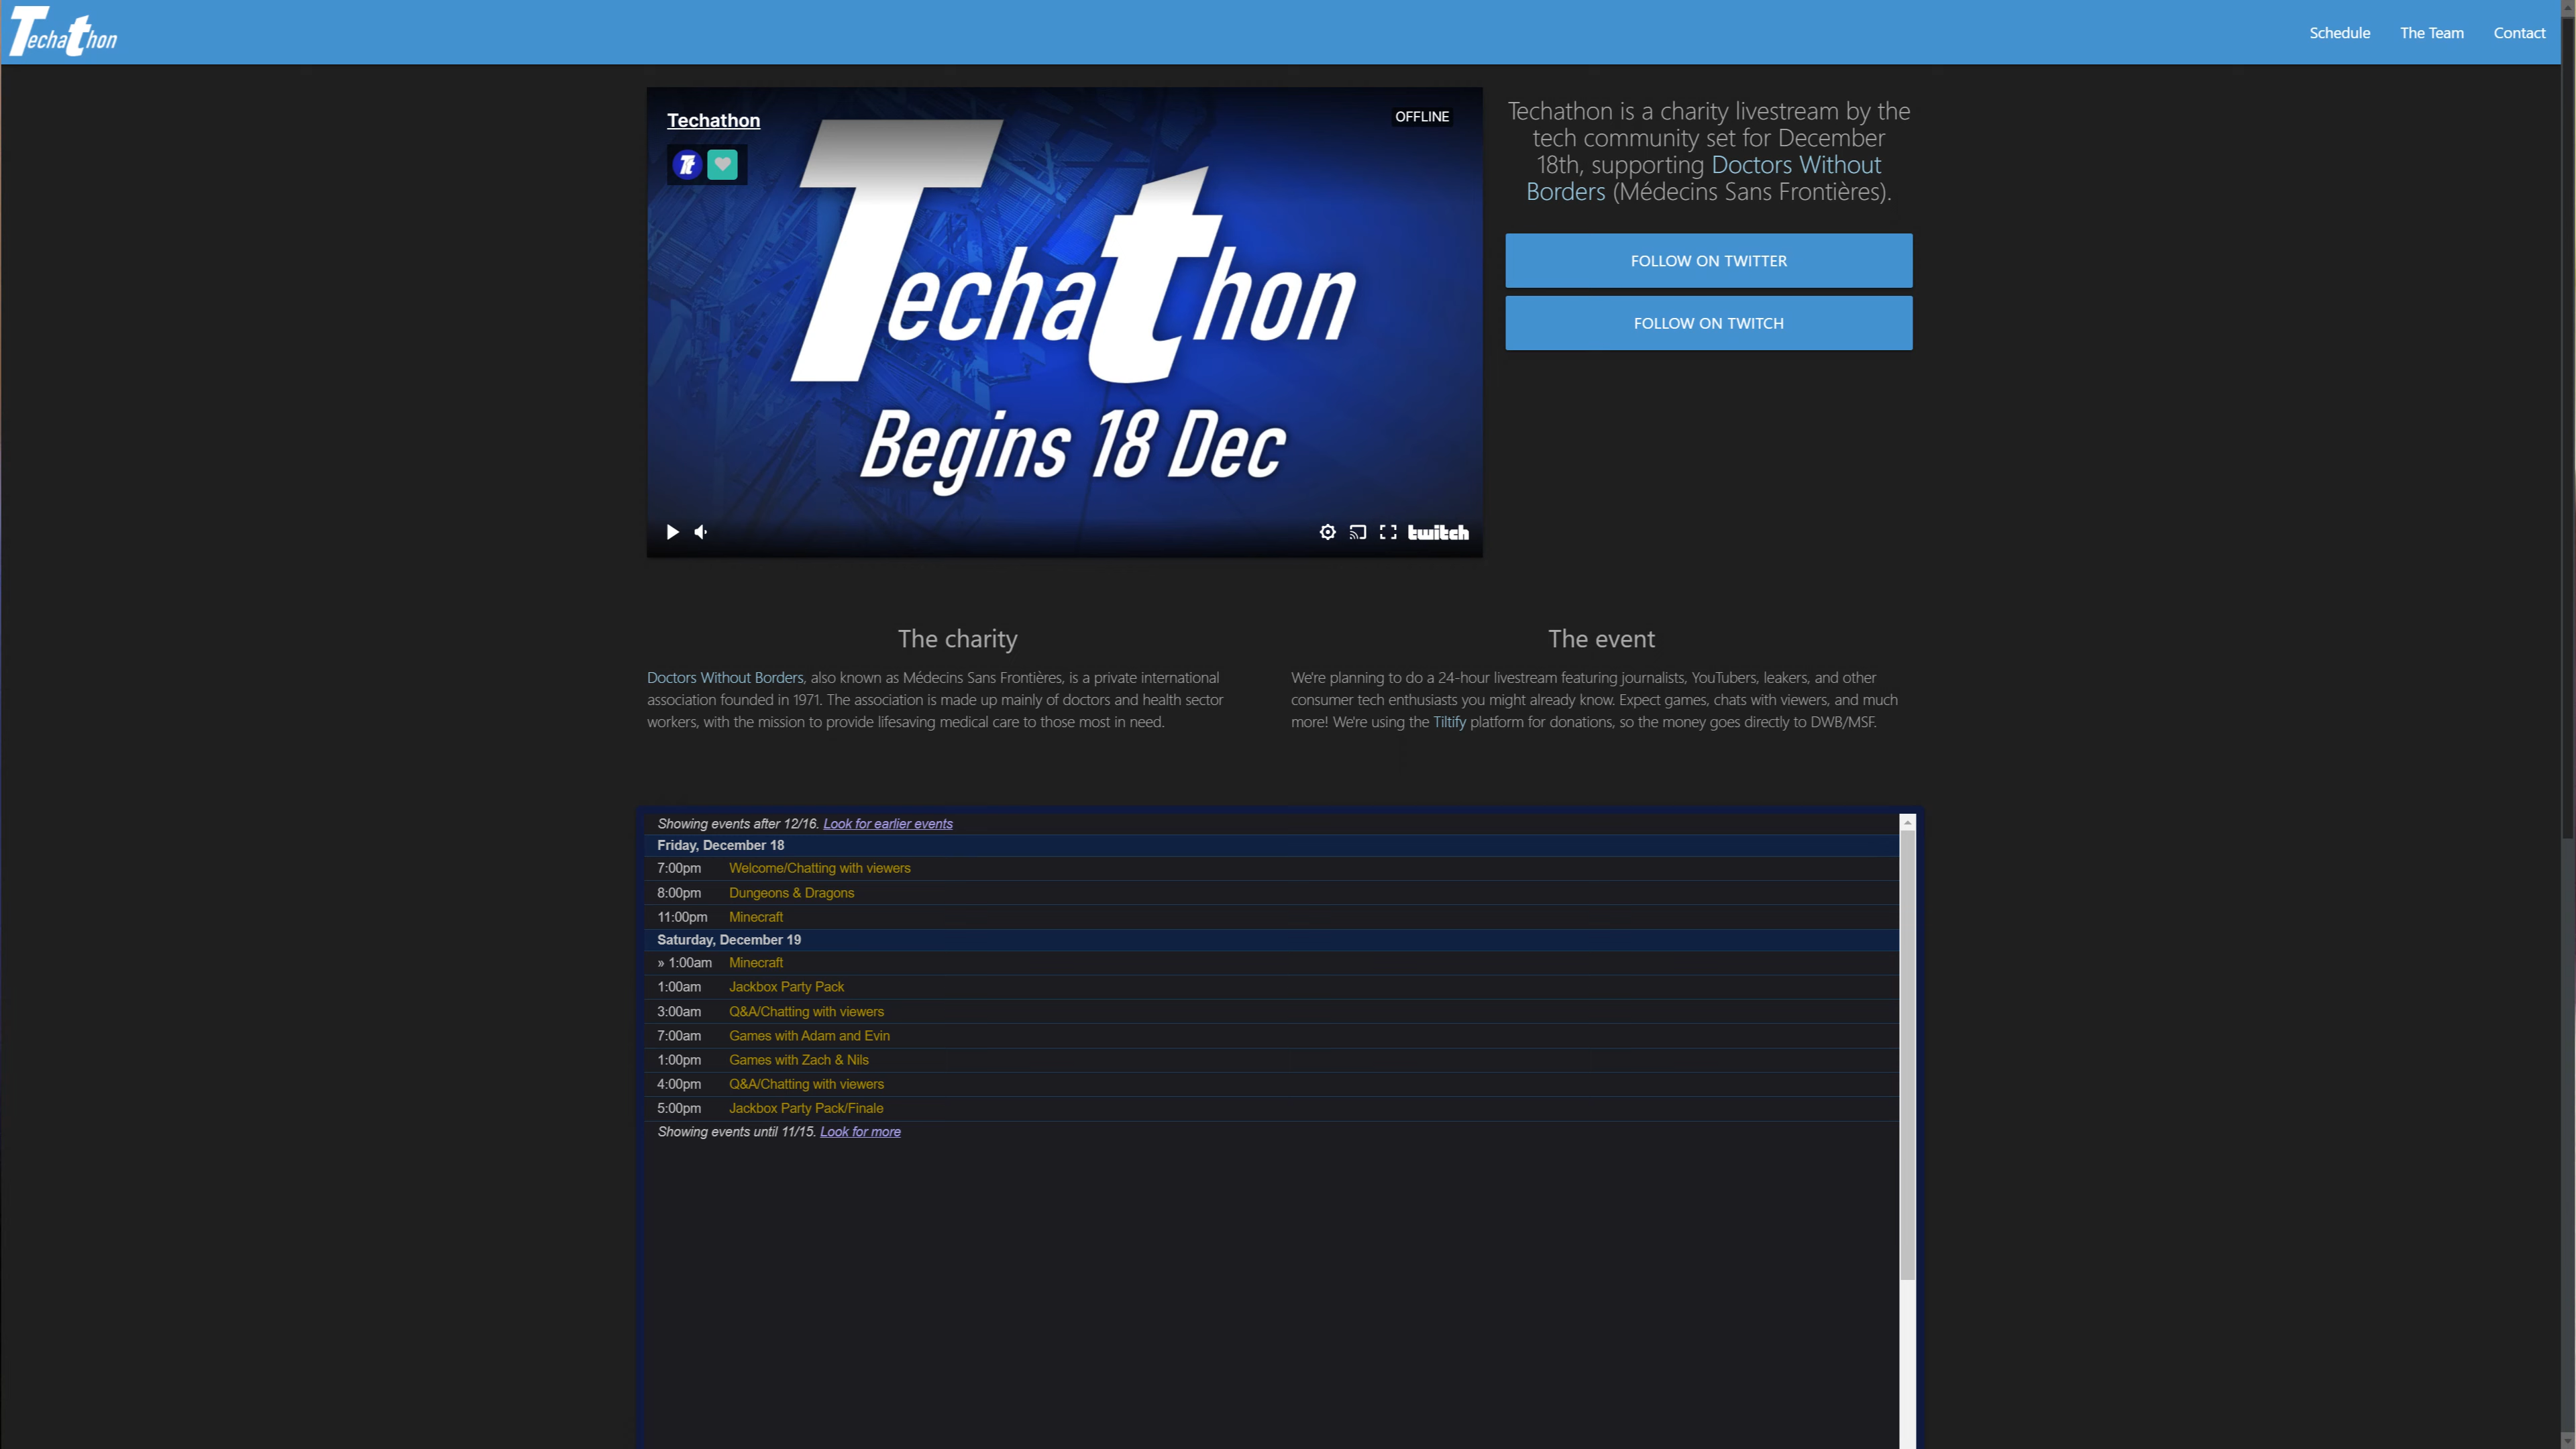 Techathon
Schedule
The Team
Contact
Techathon
OFFLINE
Tt
Techathon
Begins 18 Dec
twitch
Techathon is a charity livestream by the
tech community set for December
18th, supporting Doctors Without
Borders (Médecins Sans Frontières).
FOLLOW ON TWITTER
FOLLOW ON TWITCH
The charity
Doctors Without Borders, also known as Médecins Sans Frontières, is a private international
association founded in 1971. The association is made up mainly of doctors and health sector
workers, with the mission to provide lifesaving medical care to those most in need.
The event
We're planning to do a 24-hour livestream featuring journalists, YouTubers, leakers, and other
consumer tech enthusiasts you might already know. Expect games, chats with viewers, and much
more! We're using the Tiltify platform for donations, so the money goes directly to DWB/MSF.
Showing events after 12/16. Look for earlier events
Friday, December 18
7:00pm Welcome/Chatting with viewers
8:00pm Dungeons & Dragons
11:00pm Minecraft
Saturday, December 19
» 1:00am Minecraft
1:00am Jackbox Party Pack
3:00am Q&A/Chatting with viewers
7:00am Games with Adam and Evin
1:00pm Games with Zach & Nils
4:00pm Q&A/Chatting with viewers
5:00pm Jackbox Party Pack/Finale
Showing events until 11/15. Look for more